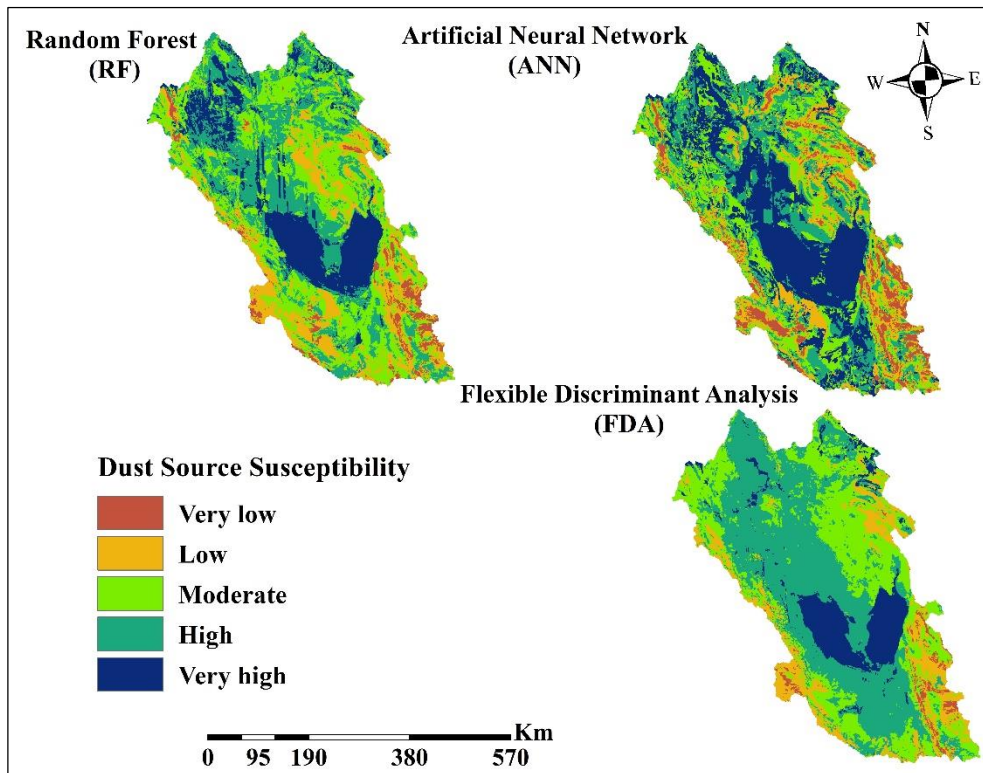 Random Forest
(RF)
Artificial Neural Network
(ANN)
N
W E
S
Flexible Discriminant Analysis
(FDA)
Dust Source Susceptibility
Very low
Low
Moderate
High
Very high
Km
0 95 190 380 570